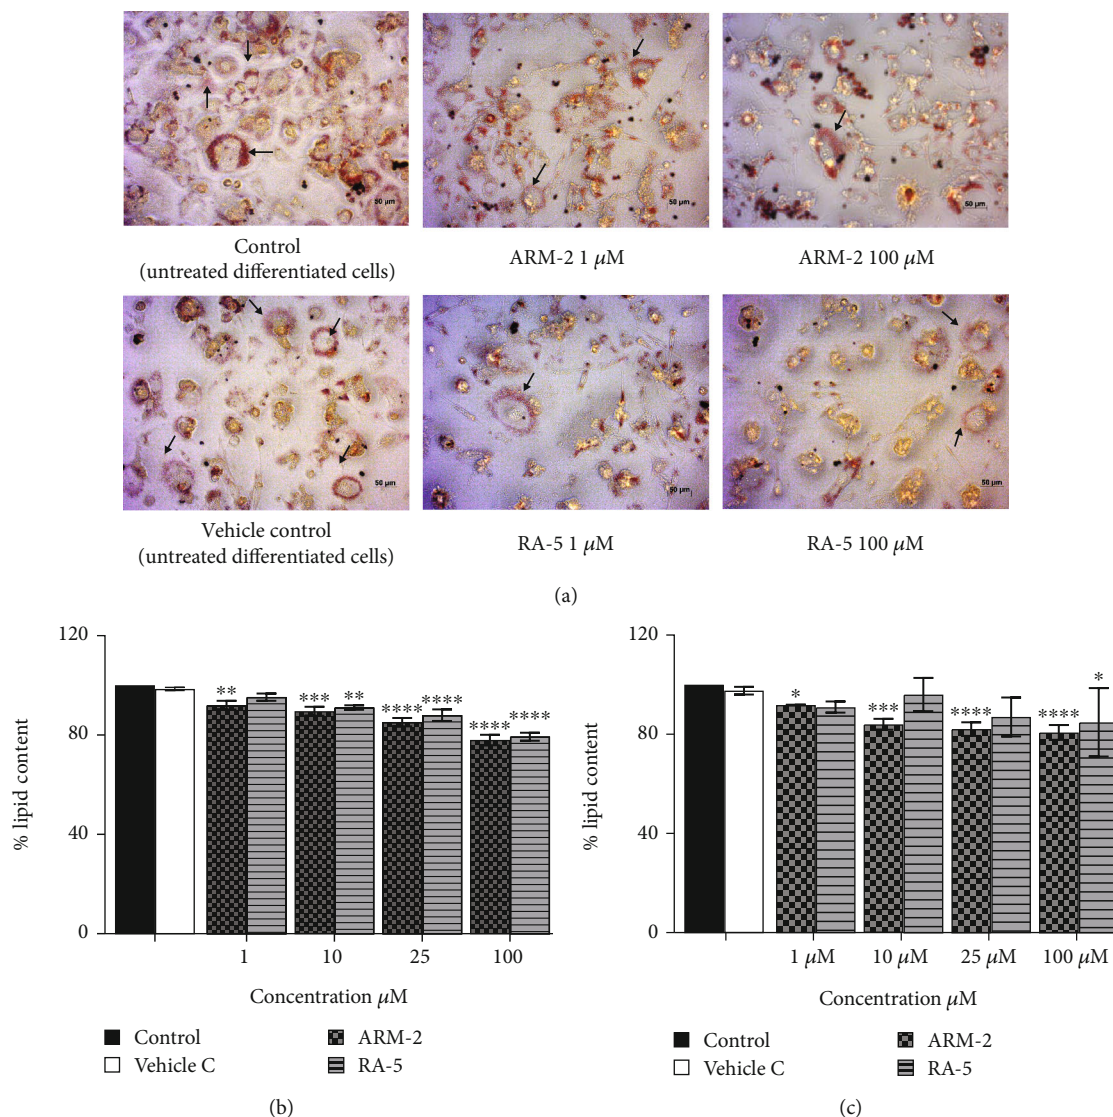 50 μm
50 μm
50 μm
Control
(untreated differentiated cells)
ARM-2 1 μM
ARM-2 100 μM
50 μm
50 μm
50 μm
Vehicle control
(untreated differentiated cells)
RA-5 1 μM
RA-5 100 μM
(a)
120
80
40
0
% lipid content
**
***
**
****
****
****
****
1
10
25
100
Concentration μM
Control
ARM-2
Vehicle C
RA-5
(b)
120
80
40
0
% lipid content
*
***
****
****
*
1 μM
10 μM
25 μM
100 μM
Concentration μM
Control
ARM-2
Vehicle C
RA-5
(c)